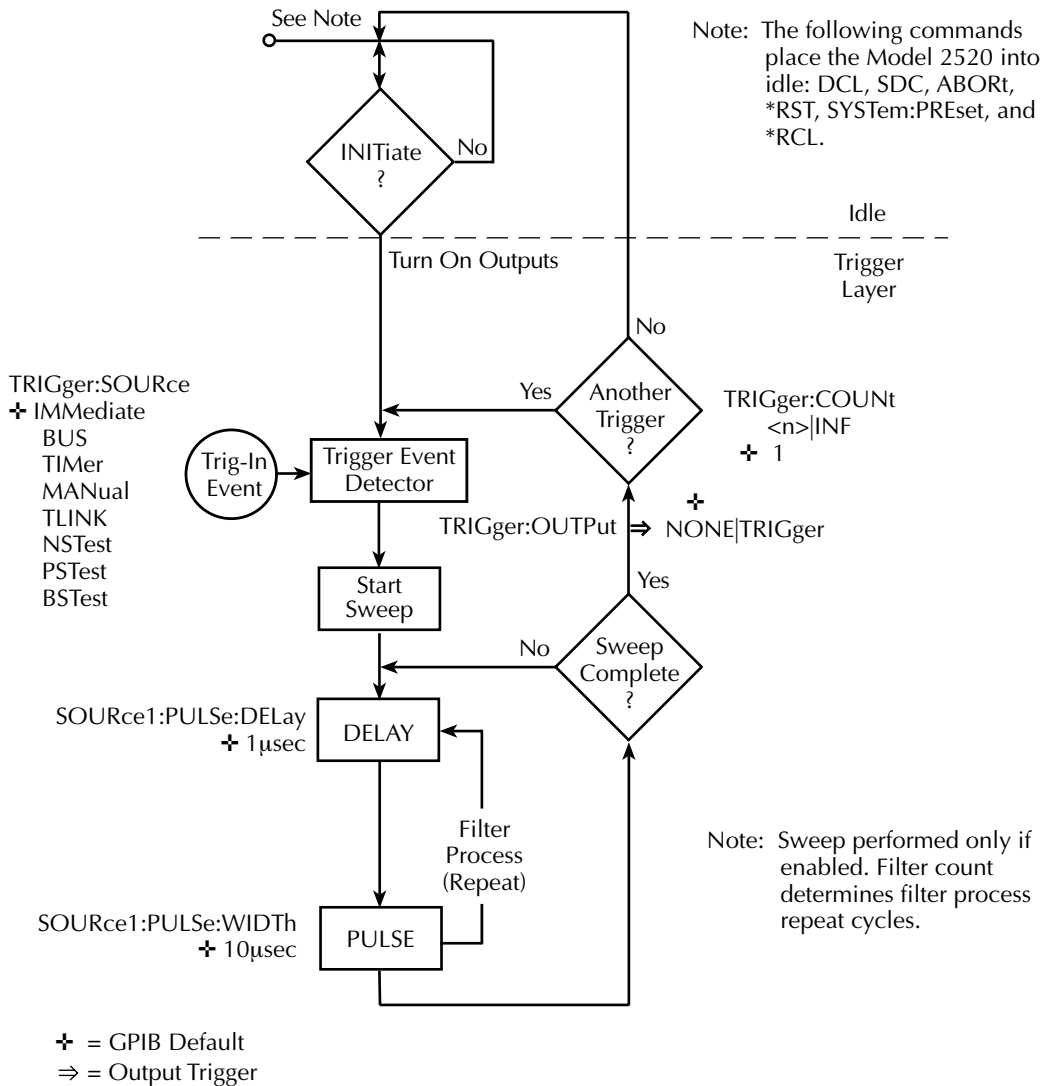 See Note
Note: The following commands
place the Model 2520 into
idle: DCL, SDC, ABORt,
*RST, SYSTem:PREset, and
*RCL.
INITiate
?
No
Idle
Turn On Outputs
Trigger
Layer
No
TRIGger:SOURce
✛ IMMediate
BUS
TIMer
MANual
TLINK
NSTest
PSTest
BSTest
Yes
Another
Trigger
?
TRIGger:COUNt
<n>|INF
✛ 1
Trig-In
Event
Trigger Event
Detector
✛
TRIGger:OUTPut ⇒ NONE|TRIGger
Yes
Start
Sweep
No
Sweep
Complete
?
SOURce1:PULSe:DELay
✛ 1μsec
DELAY
Filter
Process
(Repeat)
Note: Sweep performed only if
enabled. Filter count
determines filter process
repeat cycles.
SOURce1:PULSe:WIDTh
✛ 10μsec
PULSE
✛ = GPIB Default
⇒ = Output Trigger